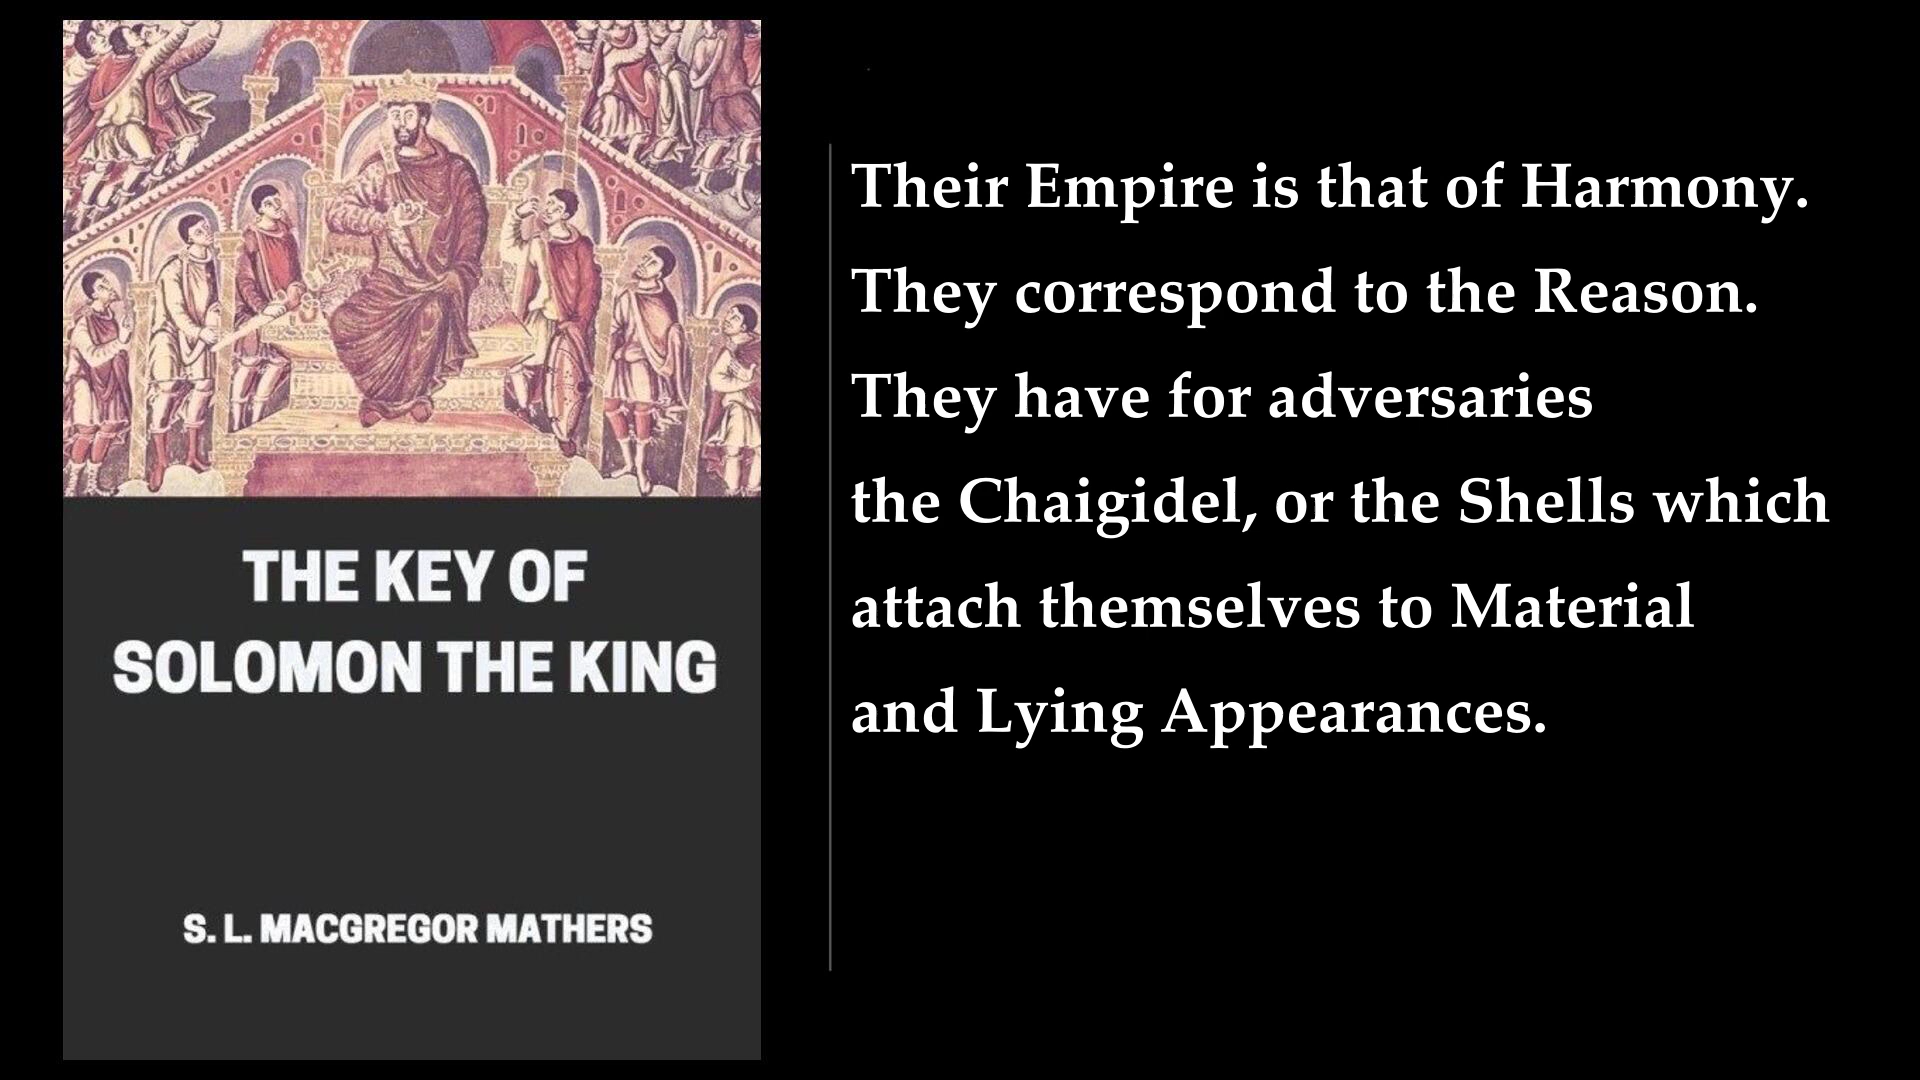 THE KEY OF
SOLOMON THE KING
S. L. MACGREGOR MATHERS
Their Empire is that of Harmony.
They correspond to the Reason.
They have for adversaries
the Chaigidel, or the Shells which
attach themselves to Material
and Lying Appearances.